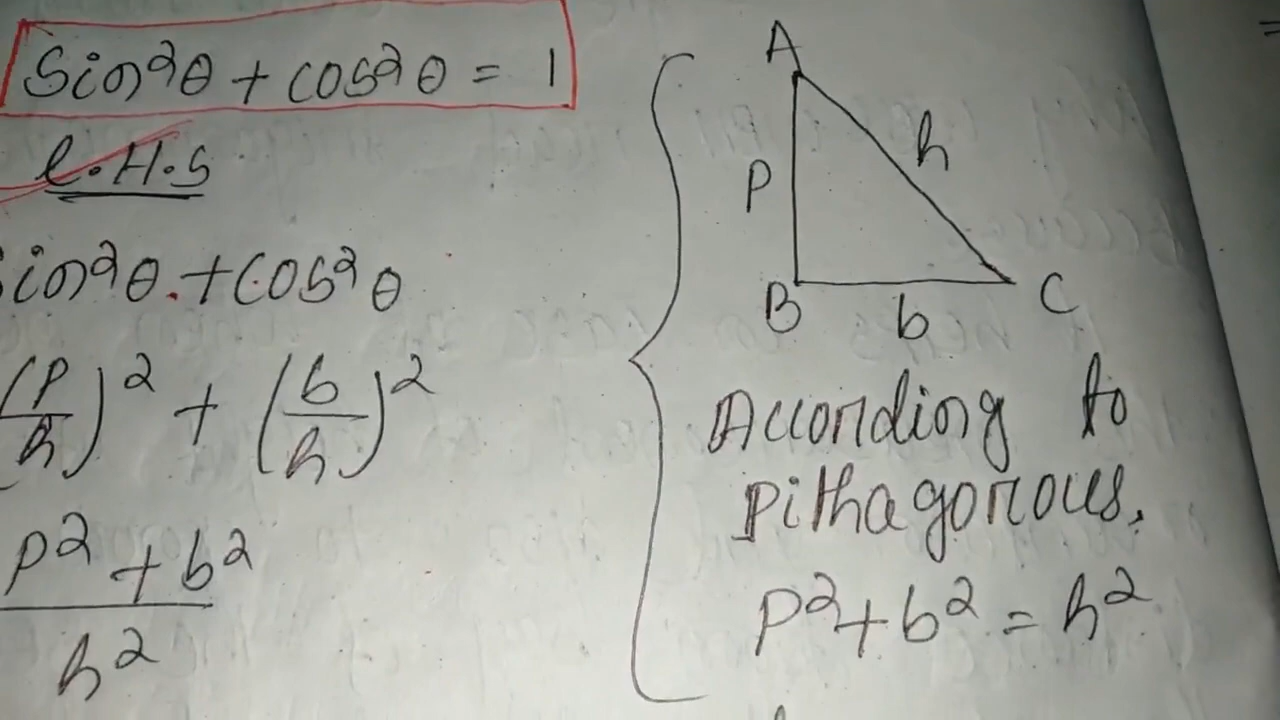 Sin²θ + cos²θ = 1
L.H.S
Sin²θ + cos²θ
(p/h)² + (b/h)²
p² + b²
h²
A
p
h
B
b
C
According to
pithagorous,
p² + b² = h²